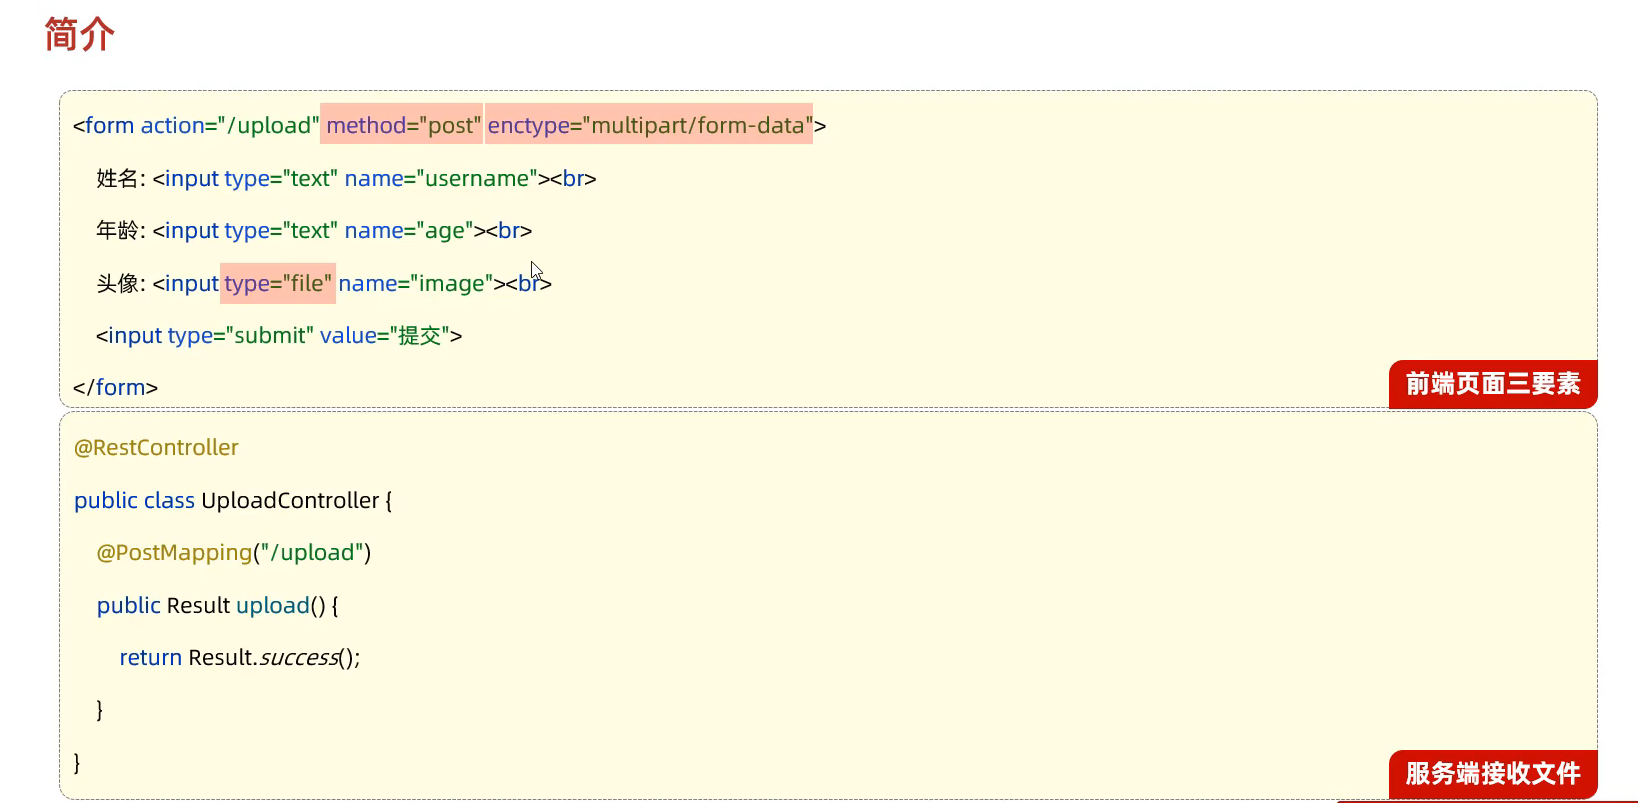 简介
<form action="/upload" method="post" enctype="multipart/form-data">
姓名: <input type="text" name="username"><br>
年龄: <input type="text" name="age"><br>
头像: <input type="file" name="image"><br>
<input type="submit" value="提交">
</form>
前端页面三要素
@RestController
public class UploadController {
@PostMapping("/upload")
public Result upload() {
return Result.success();
}
}
服务端接收文件